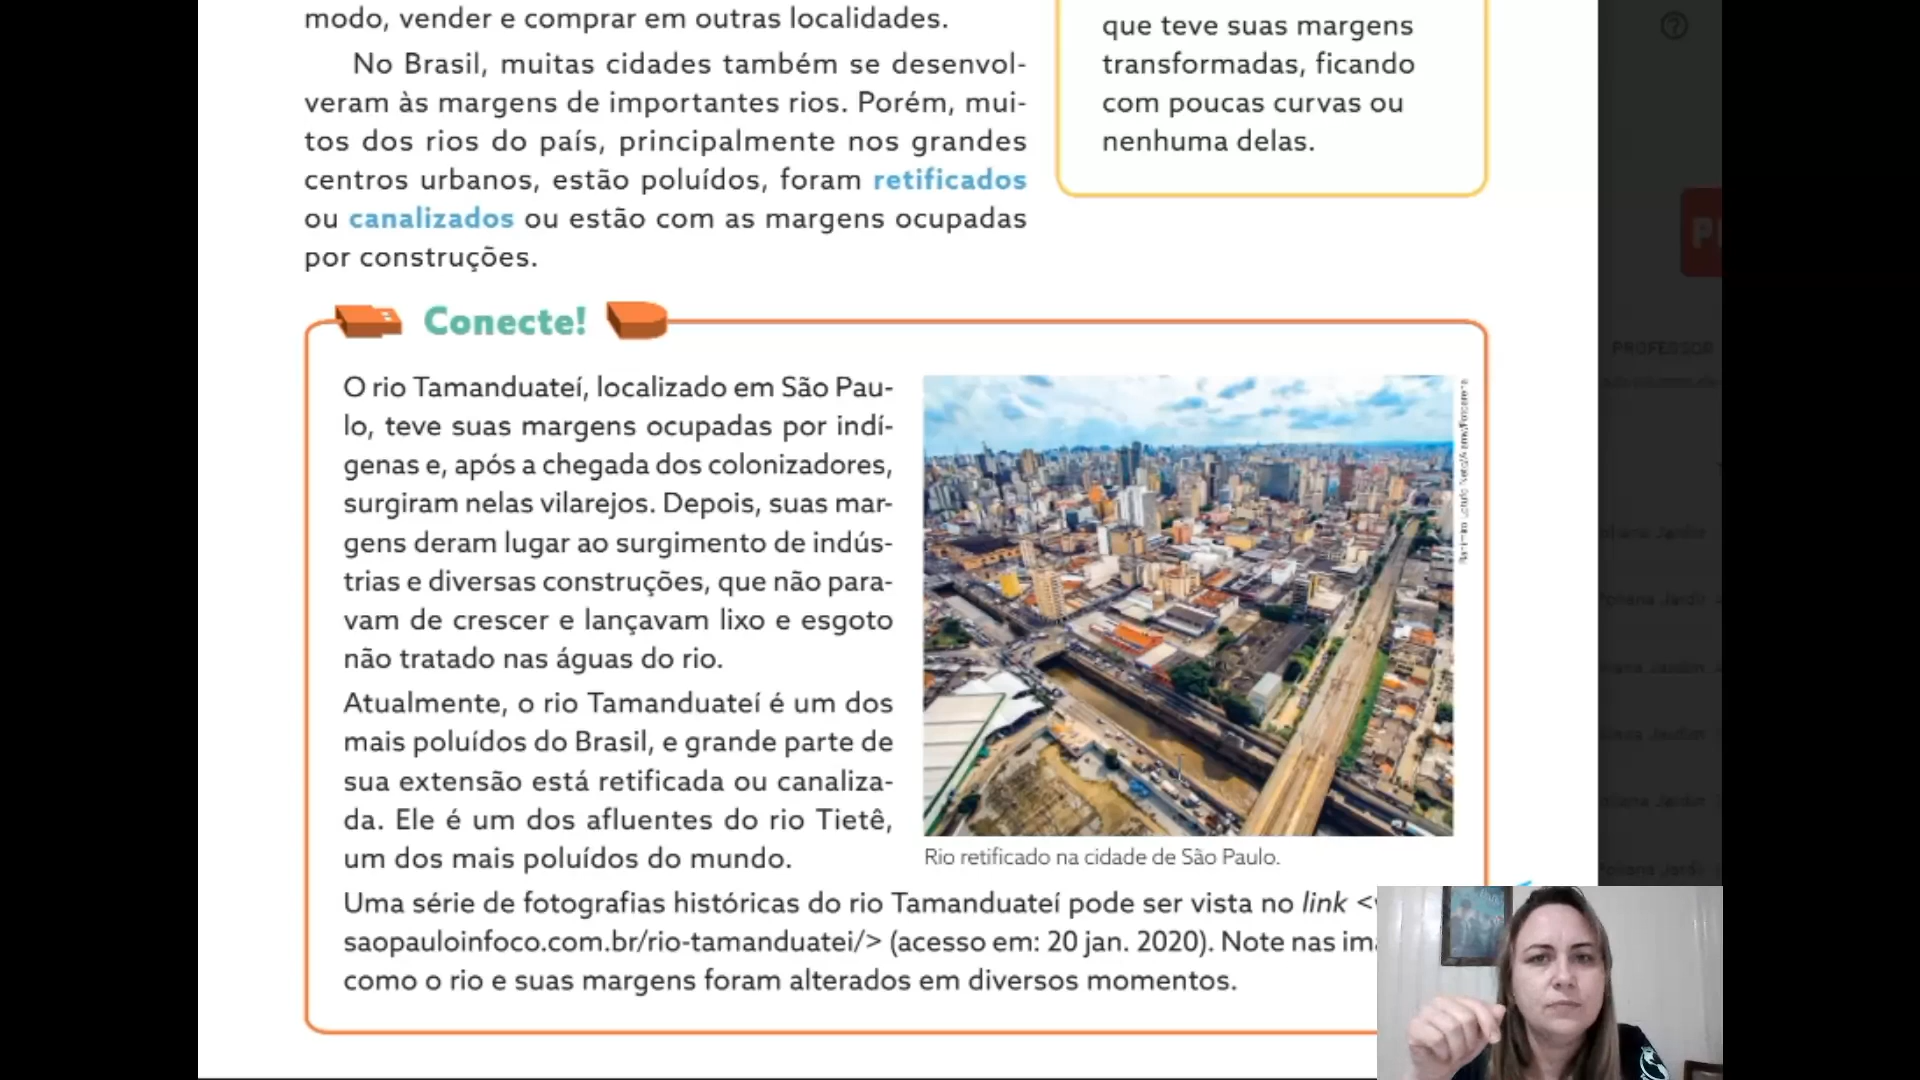 modo, vender e comprar em outras localidades.
No Brasil, muitas cidades também se desenvol-
veram às margens de importantes rios. Porém, mui-
tos dos rios do país, principalmente nos grandes
centros urbanos, estão poluídos, foram retificados
ou canalizados ou estão com as margens ocupadas
por construções.
que teve suas margens
transformadas, ficando
com poucas curvas ou
nenhuma delas.
Conecte!
O rio Tamanduateí, localizado em São Pau-
lo, teve suas margens ocupadas por indí-
genas e, após a chegada dos colonizadores,
surgiram nelas vilarejos. Depois, suas mar-
gens deram lugar ao surgimento de indús-
trias e diversas construções, que não para-
vam de crescer e lançavam lixo e esgoto
não tratado nas águas do rio.
Atualmente, o rio Tamanduateí é um dos
mais poluídos do Brasil, e grande parte de
sua extensão está retificada ou canaliza-
da. Ele é um dos afluentes do rio Tietê,
um dos mais poluídos do mundo.
Rio retificado na cidade de São Paulo.
Uma série de fotografias históricas do rio Tamanduateí pode ser vista no link <
saopauloinfoco.com.br/rio-tamanduatei/> (acesso em: 20 jan. 2020). Note nas
como o rio e suas margens foram alterados em diversos momentos.
PROFESSOR